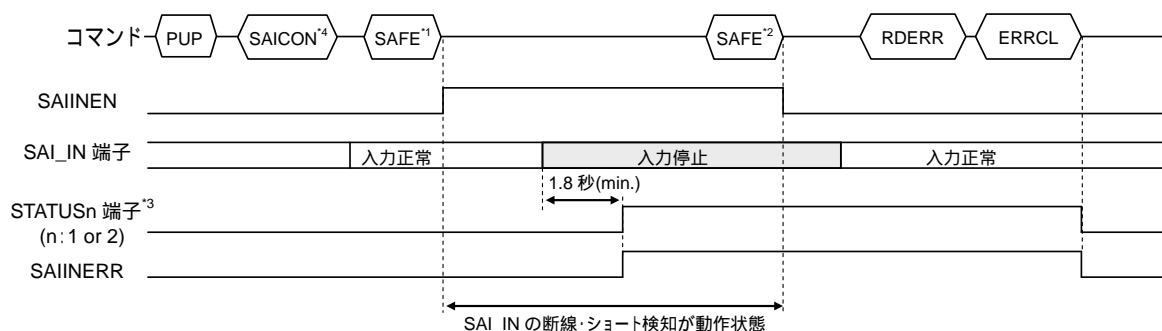 コマンド PUP SAICON*4 SAFE*1 SAFE*2 RDERR ERRCL
SAIINEN
SAI_IN 端子 入力正常 入力停止 入力正常
1.8 秒(min.)
STATUSn 端子*3
(n:1 or 2)
SAIINERR
SAI_IN の断線・ショート検知が動作状態